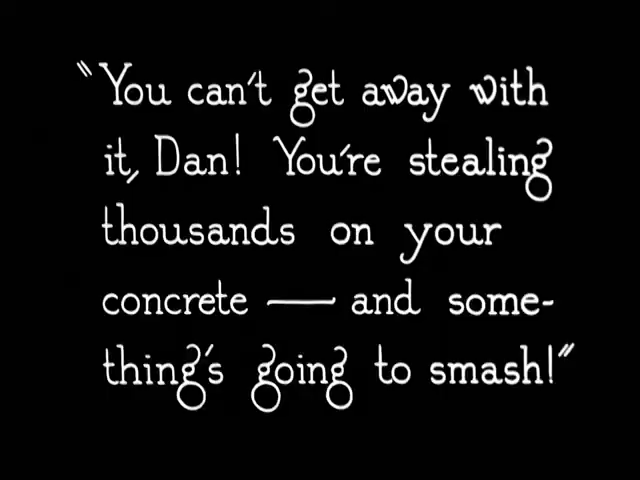 "You can't get away with
it, Dan! You're stealing
thousands on your
concrete — and some-
thing's going to smash!"